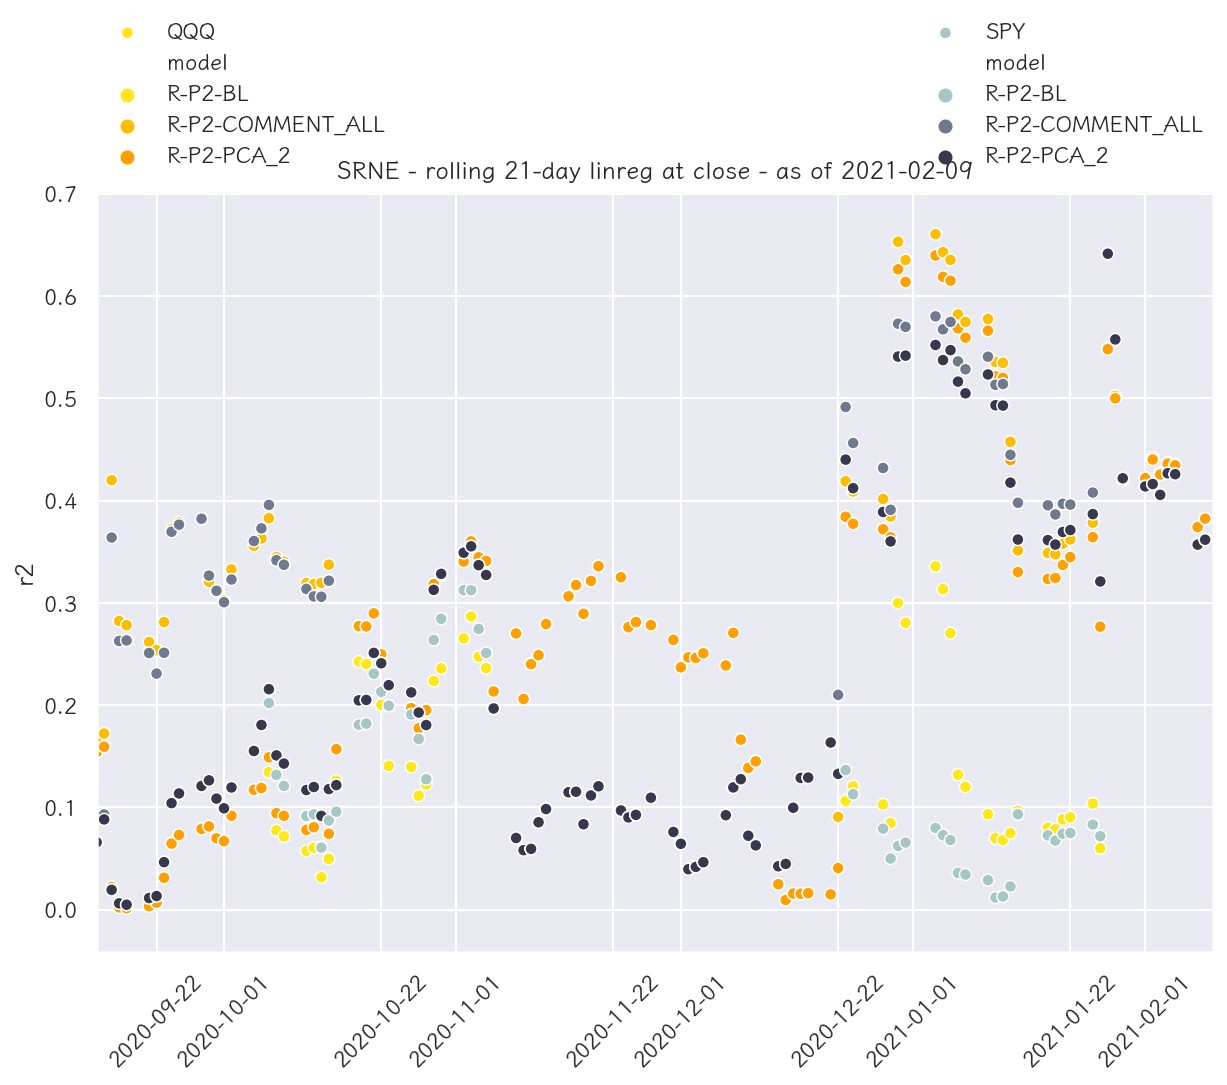 QQQ
model
R-P2-BL
R-P2-COMMENT_ALL
R-P2-PCA_2
SPY
model
R-P2-BL
R-P2-COMMENT_ALL
R-P2-PCA_2
SRNE - rolling 21-day linreg at close - as of 2021-02-09
0.7
0.6
0.5
0.4
0.3
0.2
0.1
0.0
r2
2020-09-22
2020-10-01
2020-10-22
2020-11-01
2020-11-22
2020-12-01
2020-12-22
2021-01-01
2021-01-22
2021-02-01